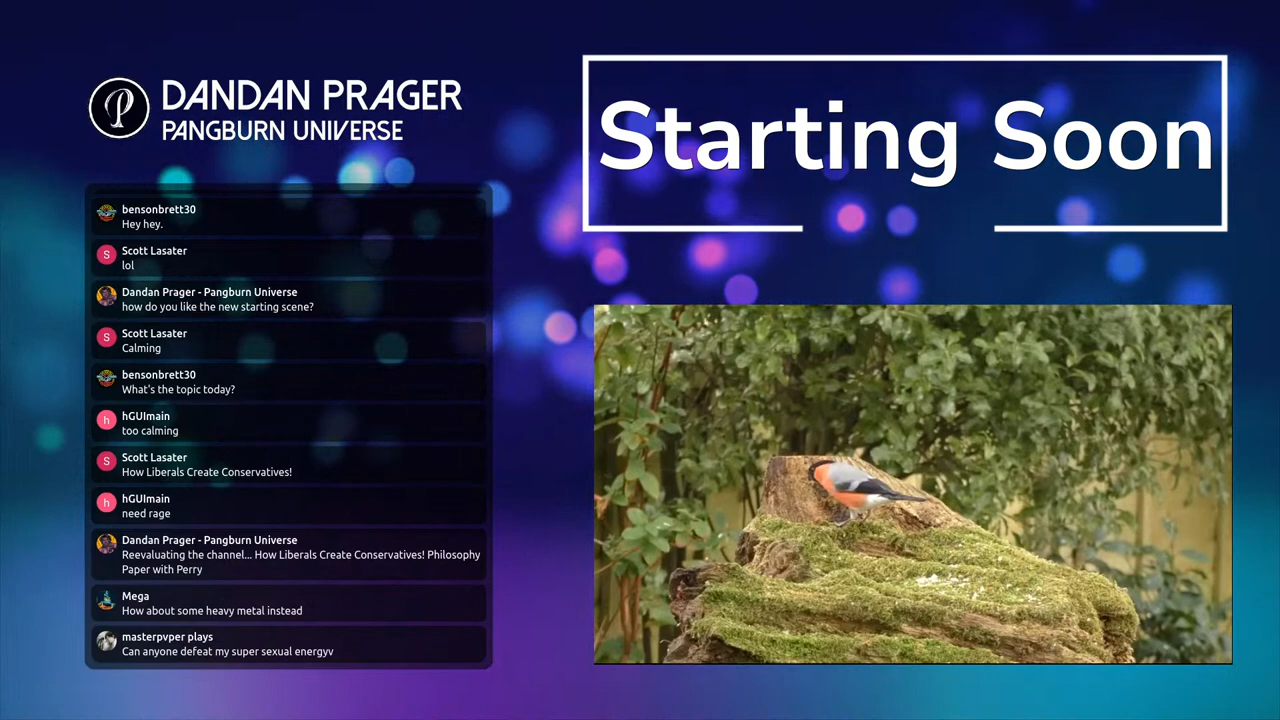 P
DANDAN PRAGER
PANGBURN UNIVERSE
Starting Soon
bensonbrett30
Hey hey.
S
Scott Lasater
lol
Dandan Prager - Pangburn Universe
how do you like the new starting scene?
S
Scott Lasater
Calming
bensonbrett30
What's the topic today?
h
hGUImain
too calming
S
Scott Lasater
How Liberals Create Conservatives!
h
hGUImain
need rage
Dandan Prager - Pangburn Universe
Reevaluating the channel... How Liberals Create Conservatives! Philosophy
Paper with Perry
Mega
How about some heavy metal instead
masterpvper plays
Can anyone defeat my super sexual energyv